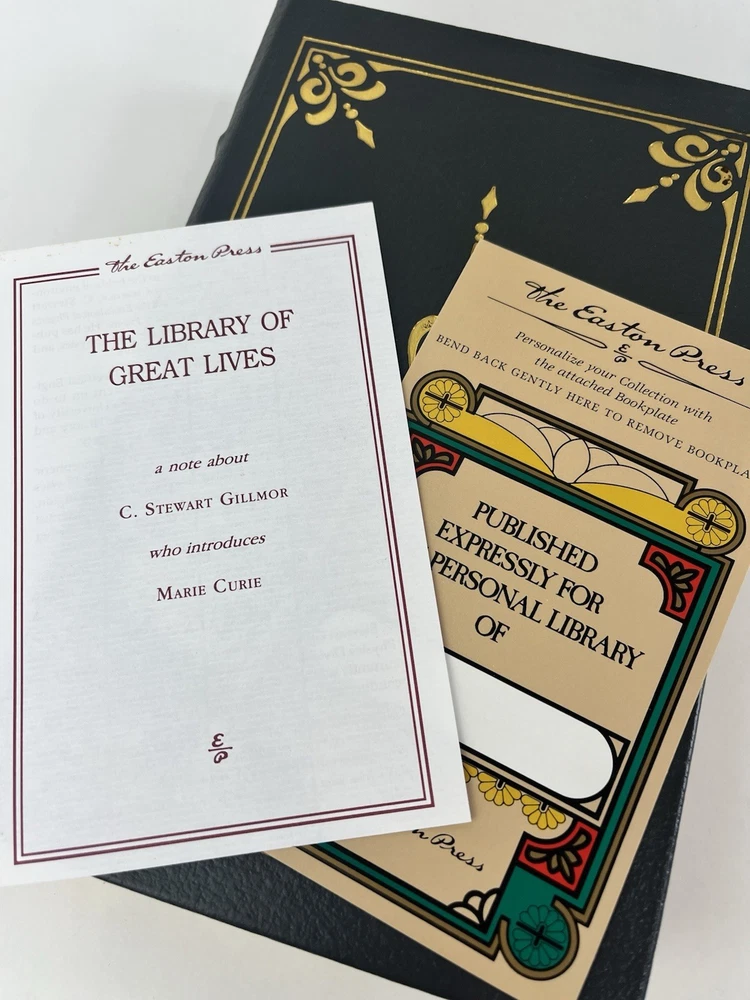 The Easton Press
THE LIBRARY OF
GREAT LIVES
a note about
C. STEWART GILLMOR
who introduces
MARIE CURIE
The Easton Press
Personalize your Collection with
the attached Bookplate
BEND BACK GENTLY HERE TO REMOVE BOOKPLA
PUBLISHED
EXPRESSLY FOR
PERSONAL LIBRARY
OF
Press